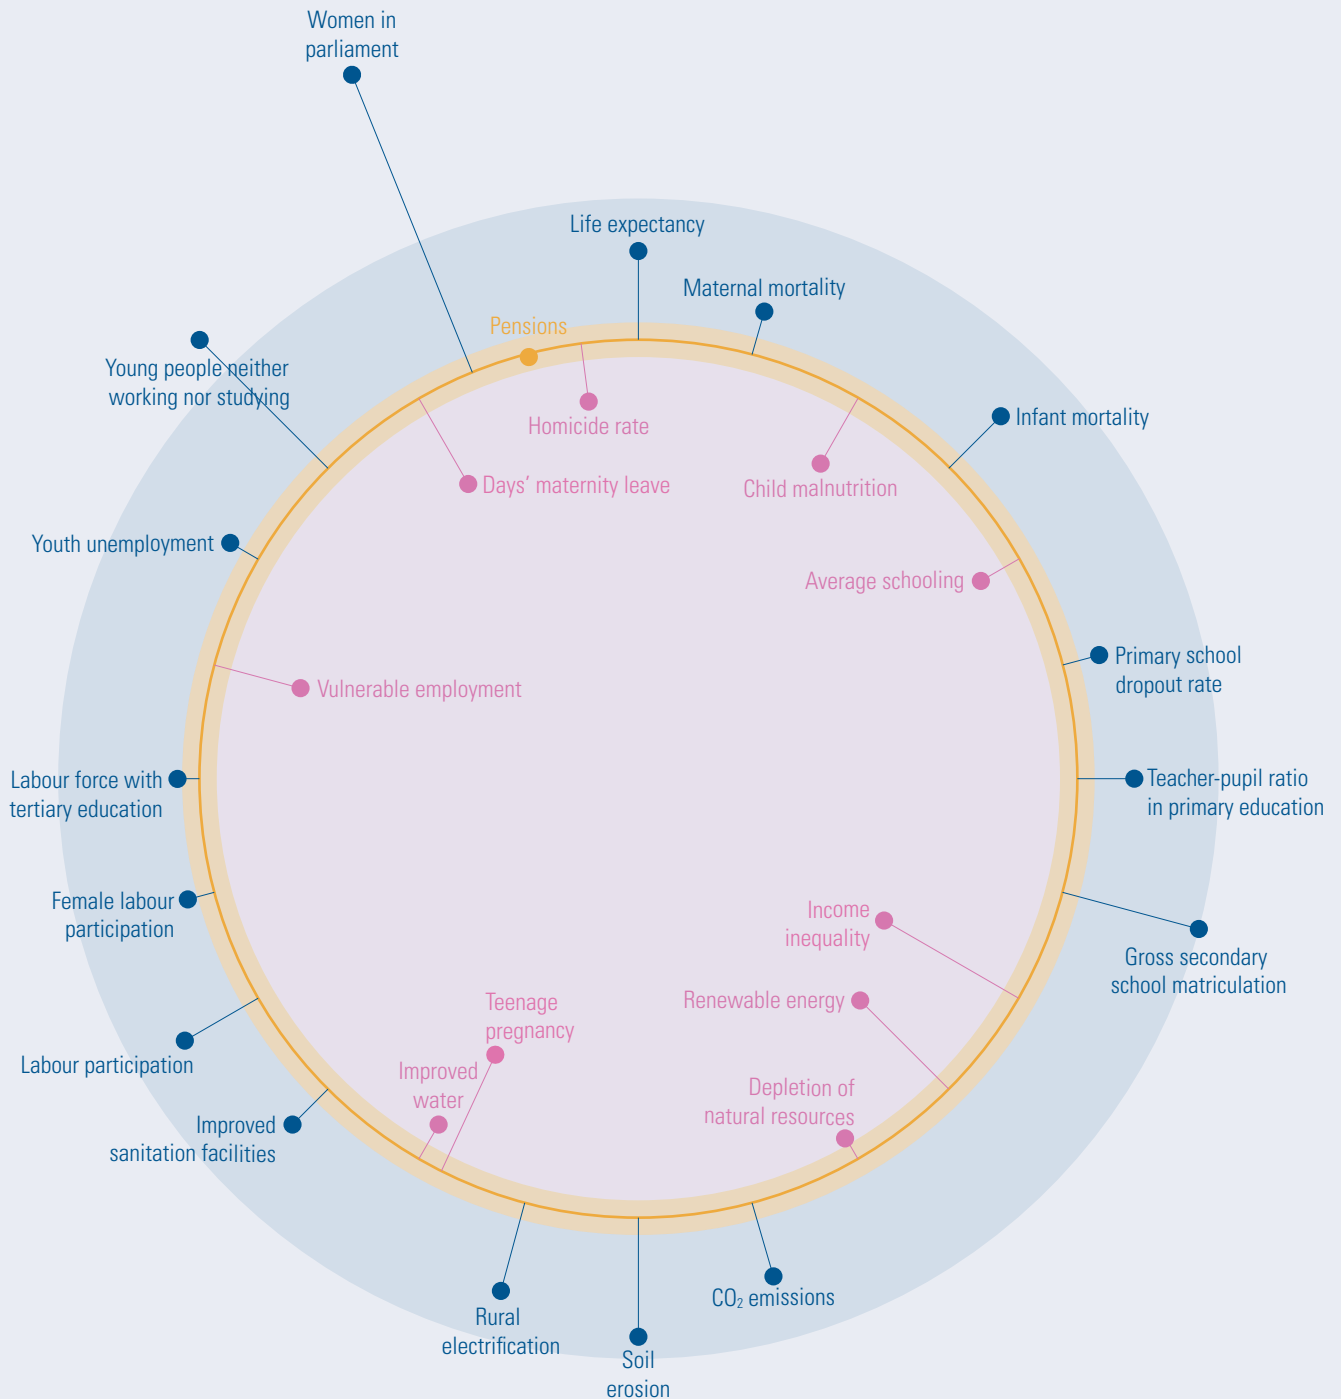 Women in
parliament
Life expectancy
Maternal mortality
Pensions
Young people neither
working nor studying
Homicide rate
Infant mortality
Days‘ maternity leave
Child malnutrition
Youth unemployment
Average schooling
Primary school
dropout rate
Vulnerable employment
Labour force with
tertiary education
Teacher-pupil ratio
in primary education
Female labour
participation
Income
inequality
Gross secondary
school matriculation
Renewable energy
Teenage
pregnancy
Labour participation
Improved
water
Depletion of
natural resources
Improved
sanitation facilities
CO₂ emissions
Rural
electrification
Soil
erosion